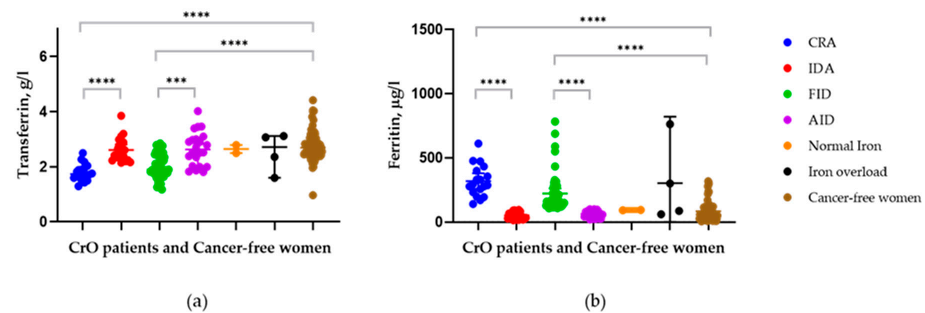 ****
****
****
***
Transferrin, g/l
6
4
2
0
CrO patients and Cancer-free women
(a)
****
****
****
****
Ferritin, µg/l
1500
1000
500
0
CrO patients and Cancer-free women
(b)
CRA
IDA
FID
AID
Normal Iron
Iron overload
Cancer-free women